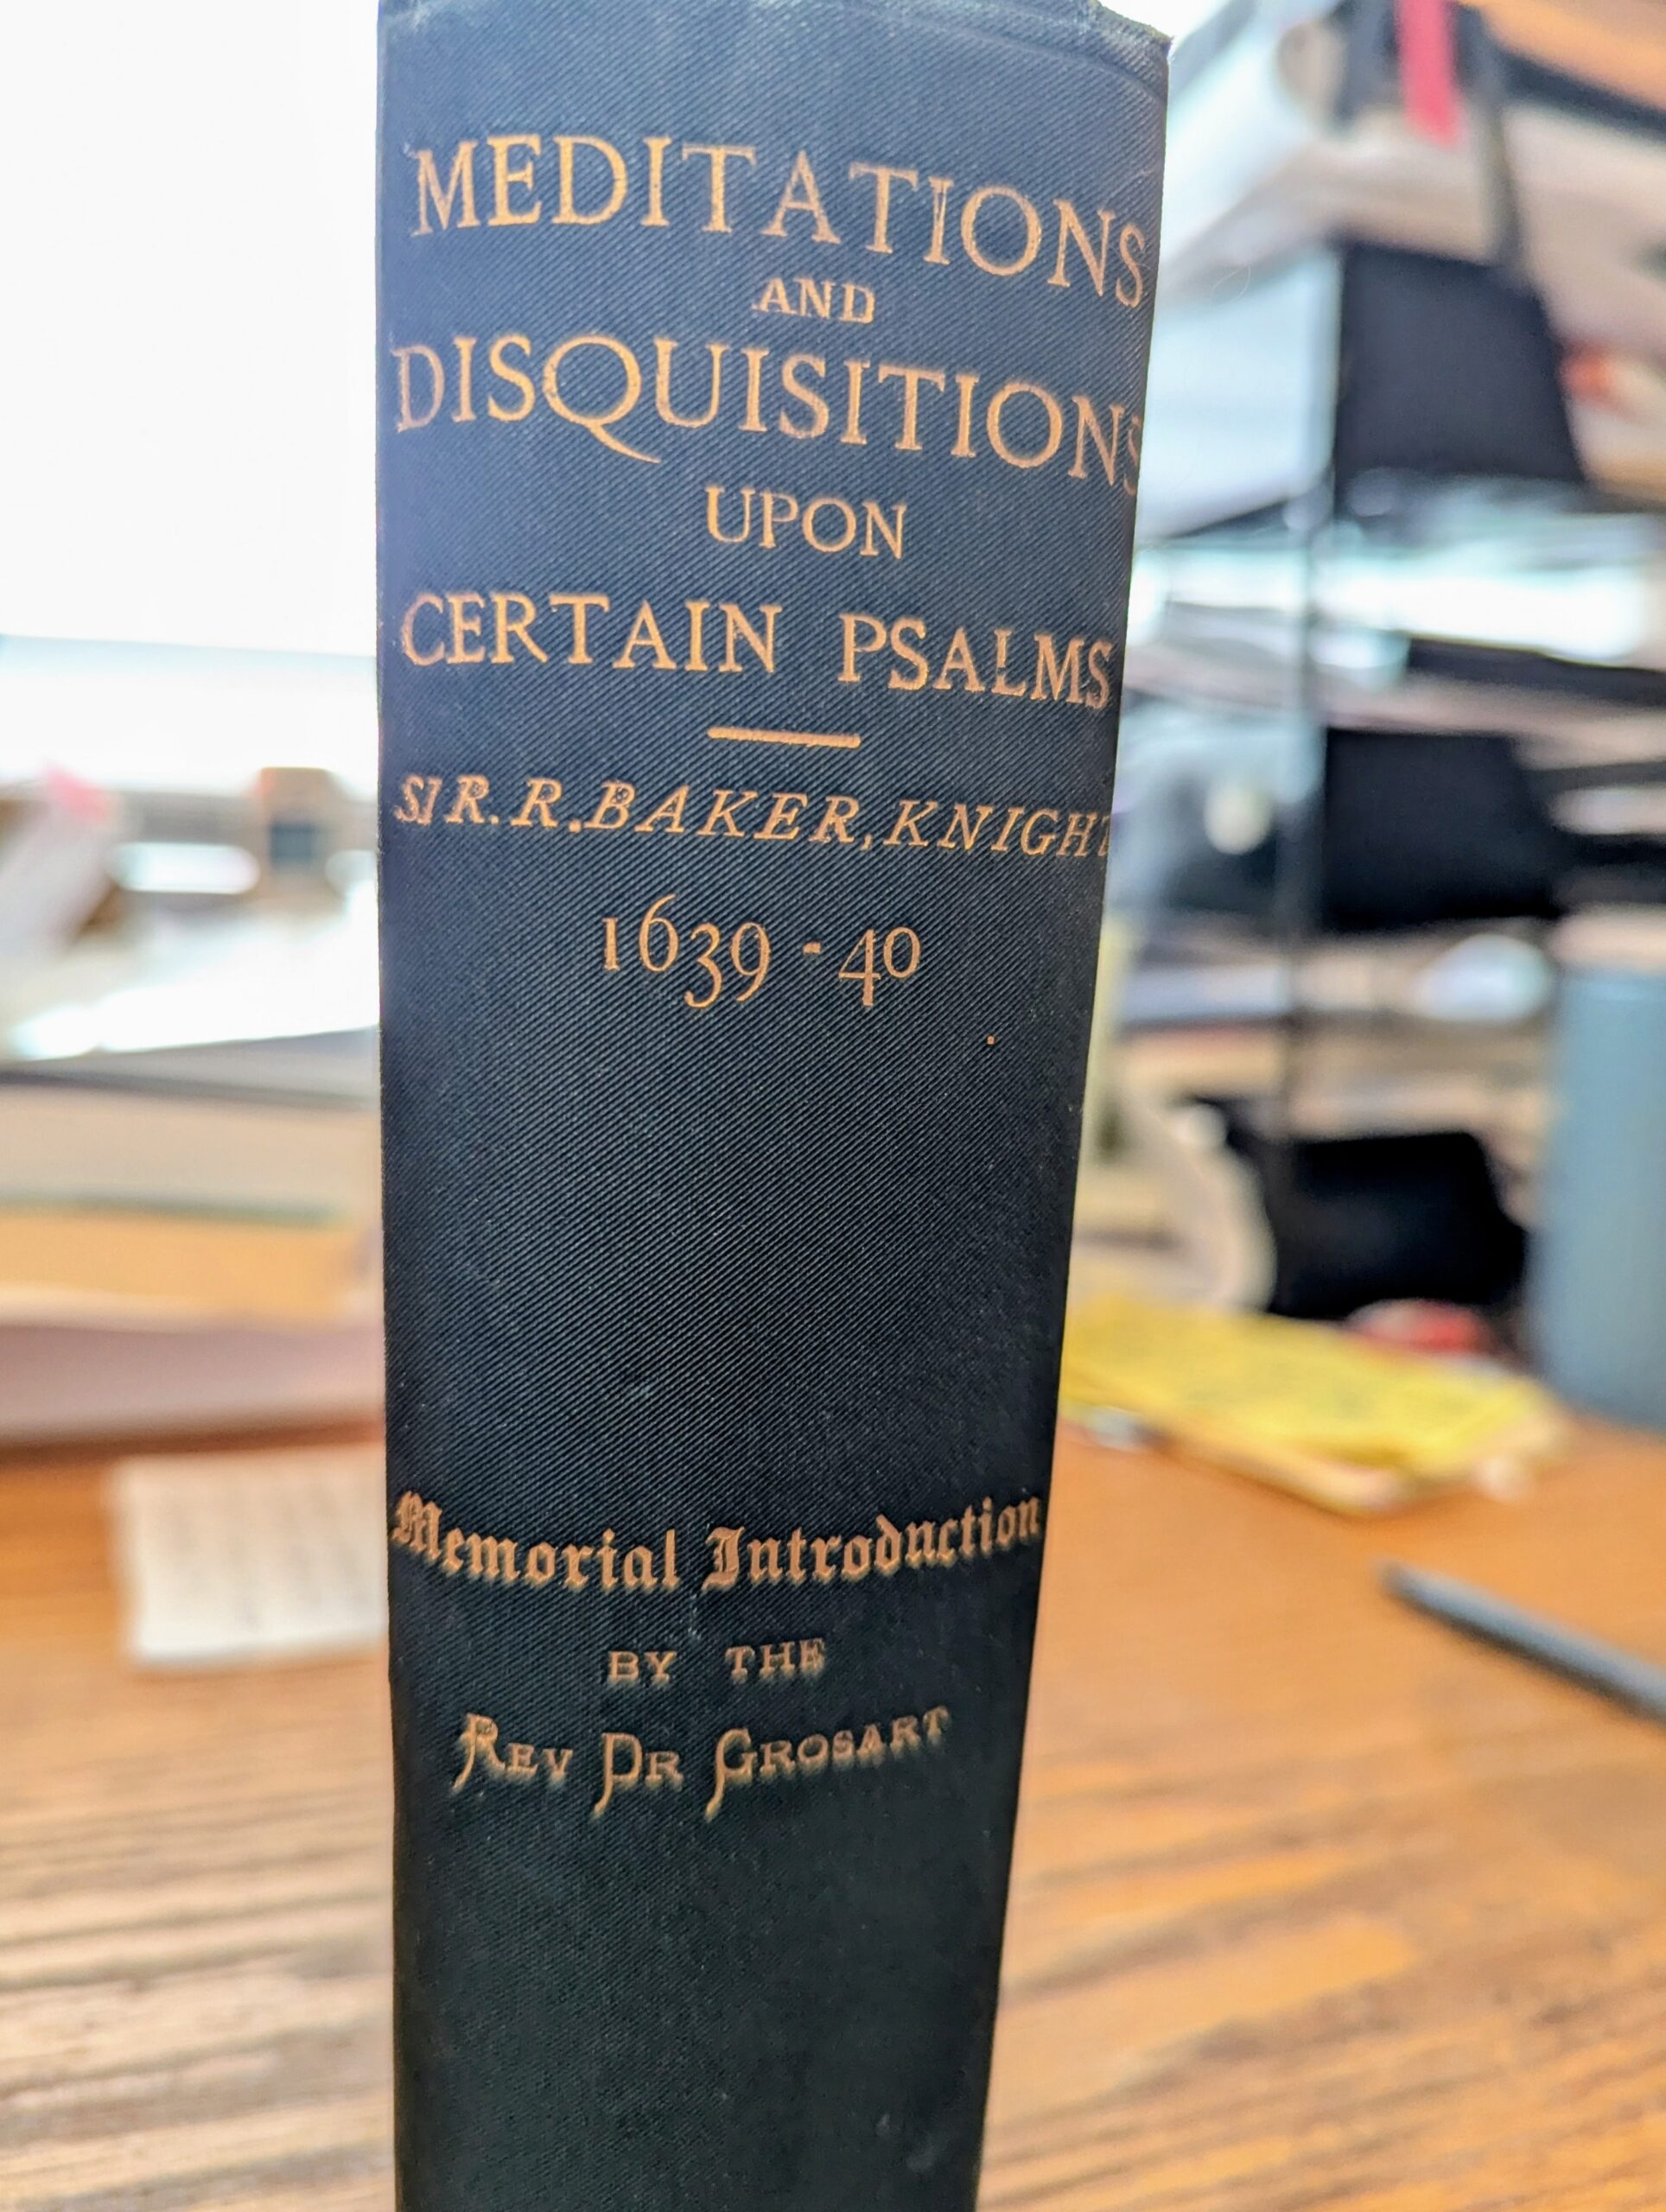 MEDITATIONS
AND
DISQUISITIONS
UPON
CERTAIN PSALMS
SIR. R. BAKER, KNIGHT
1639-40
Memorial Introduction
BY THE
REV DR GROSART